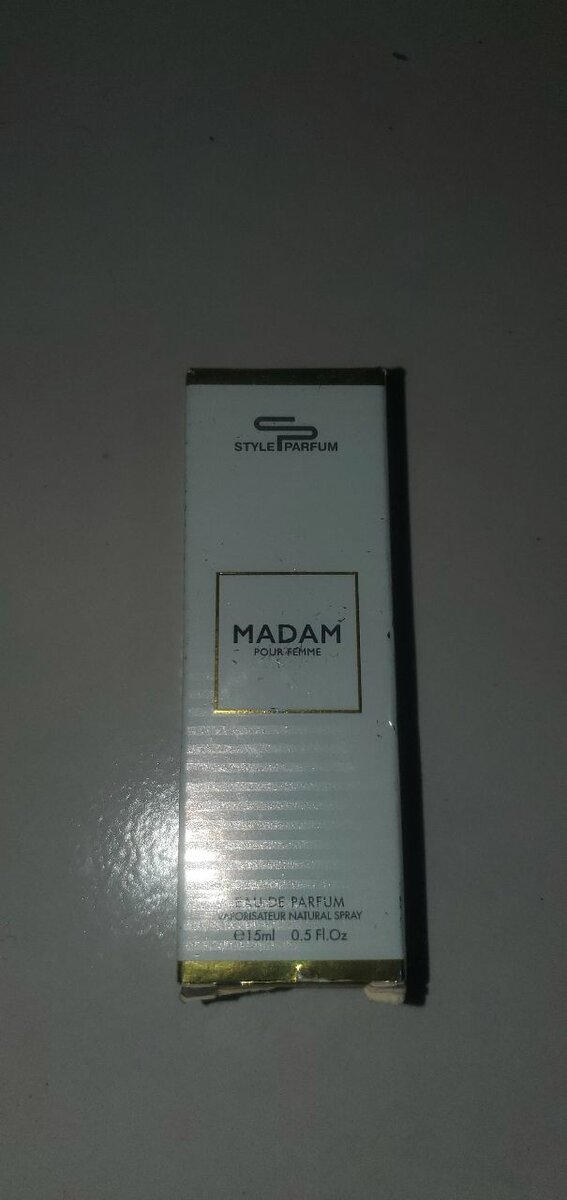 STYLE PARFUM
MADAM
POUR FEMME
EAU DE PARFUM
VAPORISATEUR NATURAL SPRAY
℮15ml 0.5 Fl.Oz